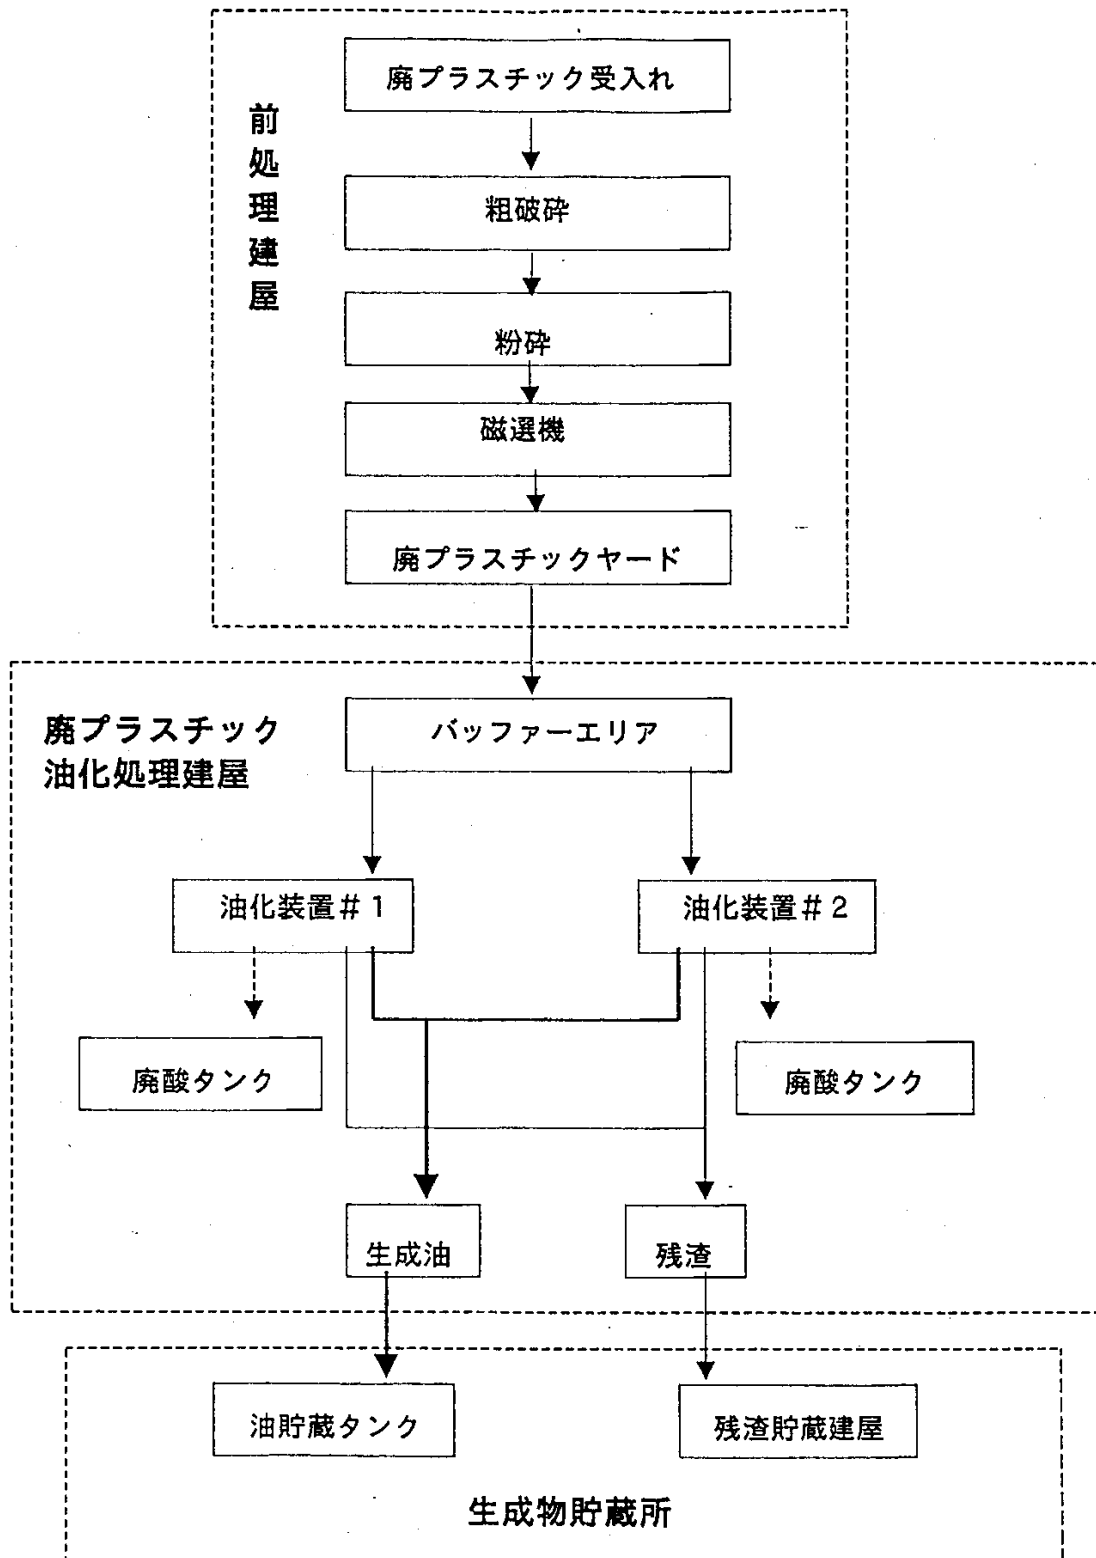 前処理建屋
廃プラスチック受入れ
粗破砕
粉砕
磁選機
廃プラスチックヤード
廃プラスチック
油化処理建屋
バッファーエリア
油化装置＃１
油化装置＃２
廃酸タンク
廃酸タンク
生成油
残渣
油貯蔵タンク
残渣貯蔵建屋
生成物貯蔵所